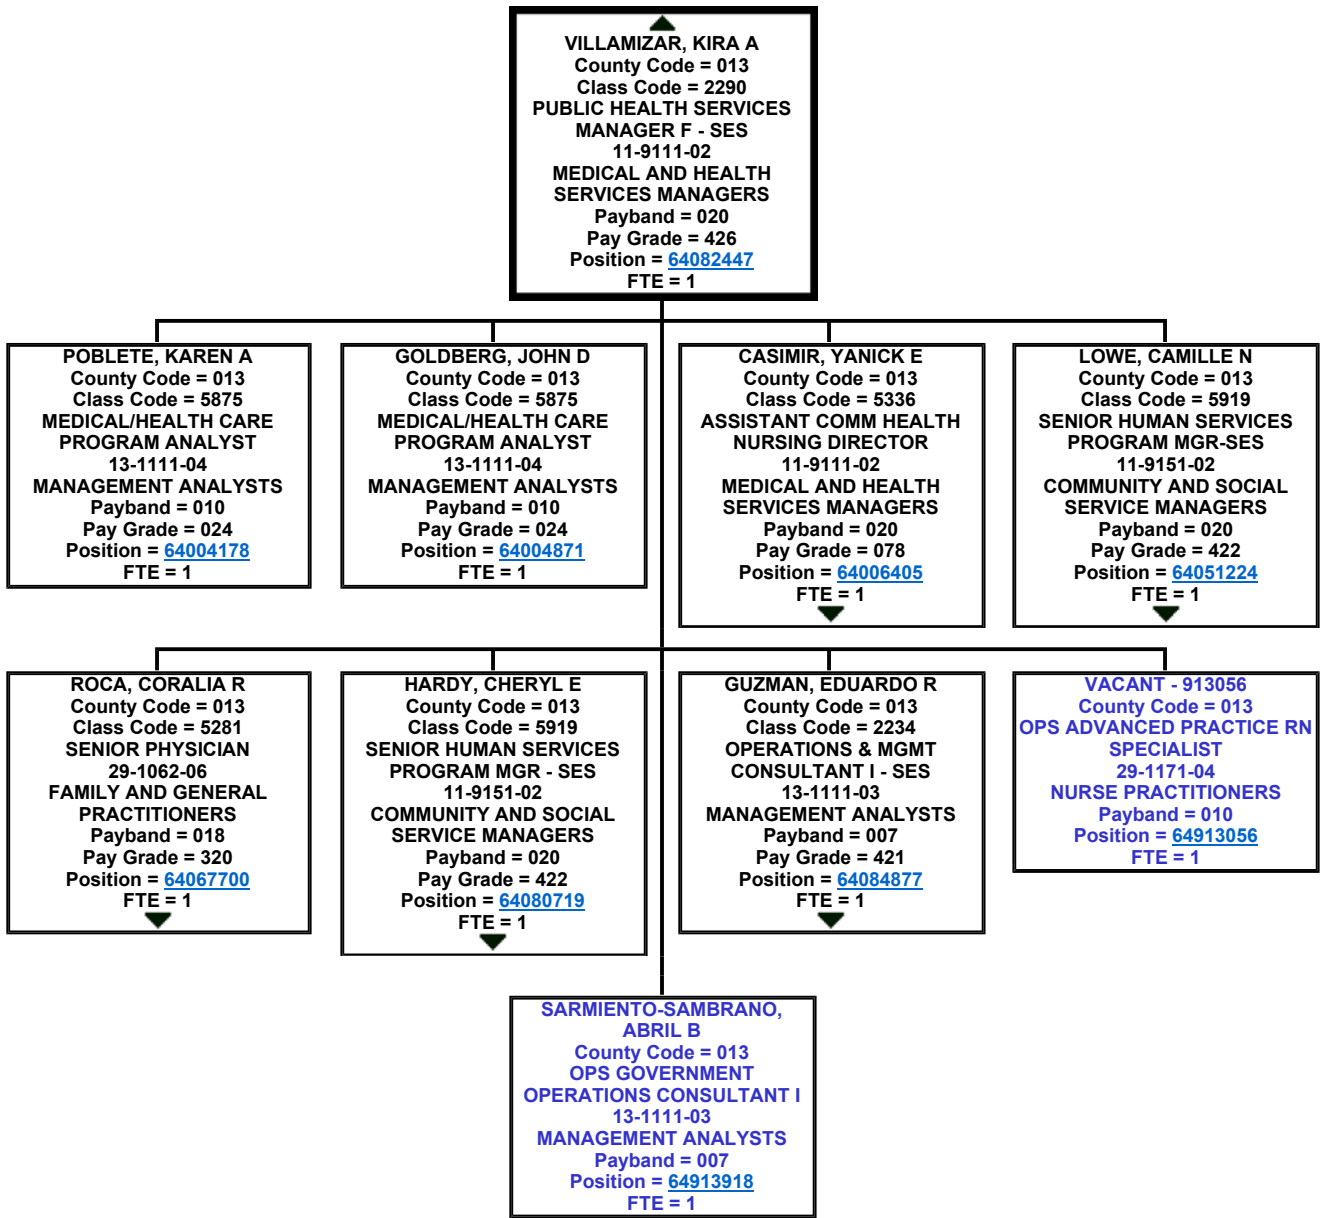 VILLAMIZAR, KIRA A
County Code = 013
Class Code = 2290
PUBLIC HEALTH SERVICES
MANAGER F - SES
11-9111-02
MEDICAL AND HEALTH
SERVICES MANAGERS
Payband = 020
Pay Grade = 426
Position = 64082447
FTE = 1
POBLETE, KAREN A
County Code = 013
Class Code = 5875
MEDICAL/HEALTH CARE
PROGRAM ANALYST
13-1111-04
MANAGEMENT ANALYSTS
Payband = 010
Pay Grade = 024
Position = 64004178
FTE = 1
GOLDBERG, JOHN D
County Code = 013
Class Code = 5875
MEDICAL/HEALTH CARE
PROGRAM ANALYST
13-1111-04
MANAGEMENT ANALYSTS
Payband = 010
Pay Grade = 024
Position = 64004871
FTE = 1
CASIMIR, YANICK E
County Code = 013
Class Code = 5336
ASSISTANT COMM HEALTH
NURSING DIRECTOR
11-9111-02
MEDICAL AND HEALTH
SERVICES MANAGERS
Payband = 020
Pay Grade = 078
Position = 64006405
FTE = 1
LOWE, CAMILLE N
County Code = 013
Class Code = 5919
SENIOR HUMAN SERVICES
PROGRAM MGR-SES
11-9151-02
COMMUNITY AND SOCIAL
SERVICE MANAGERS
Payband = 020
Pay Grade = 422
Position = 64051224
FTE = 1
ROCA, CORALIA R
County Code = 013
Class Code = 5281
SENIOR PHYSICIAN
29-1062-06
FAMILY AND GENERAL
PRACTITIONERS
Payband = 018
Pay Grade = 320
Position = 64067700
FTE = 1
HARDY, CHERYL E
County Code = 013
Class Code = 5919
SENIOR HUMAN SERVICES
PROGRAM MGR - SES
11-9151-02
COMMUNITY AND SOCIAL
SERVICE MANAGERS
Payband = 020
Pay Grade = 422
Position = 64080719
FTE = 1
GUZMAN, EDUARDO R
County Code = 013
Class Code = 2234
OPERATIONS & MGMT
CONSULTANT I - SES
13-1111-03
MANAGEMENT ANALYSTS
Payband = 007
Pay Grade = 421
Position = 64084877
FTE = 1
VACANT - 913056
County Code = 013
OPS ADVANCED PRACTICE RN
SPECIALIST
29-1171-04
NURSE PRACTITIONERS
Payband = 010
Position = 64913056
FTE = 1
SARMIENTO-SAMBRANO,
ABRIL B
County Code = 013
OPS GOVERNMENT
OPERATIONS CONSULTANT I
13-1111-03
MANAGEMENT ANALYSTS
Payband = 007
Position = 64913918
FTE = 1